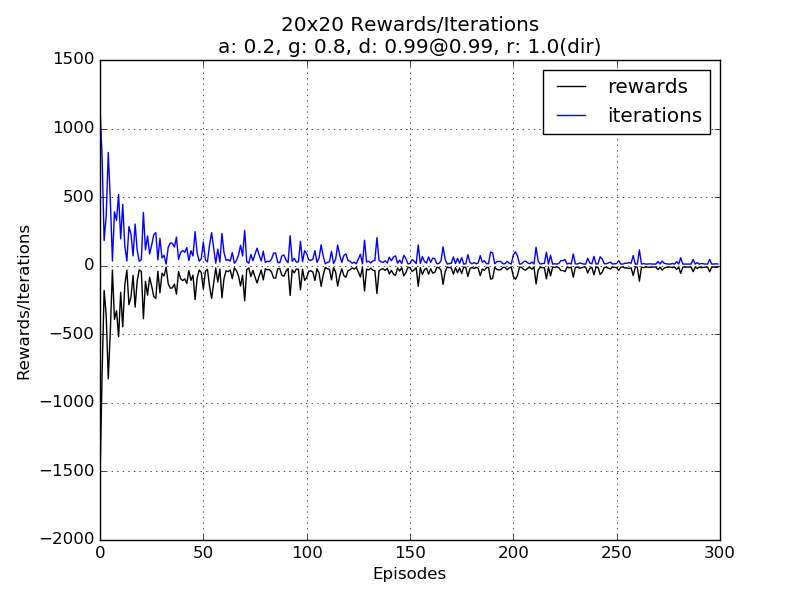 20x20 Rewards/Iterations
a: 0.2, g: 0.8, d: 0.99@0.99, r: 1.0(dir)
rewards
iterations
1500
1000
500
0
−500
−1000
−1500
−2000
Rewards/Iterations
0 50 100 150 200 250 300
Episodes